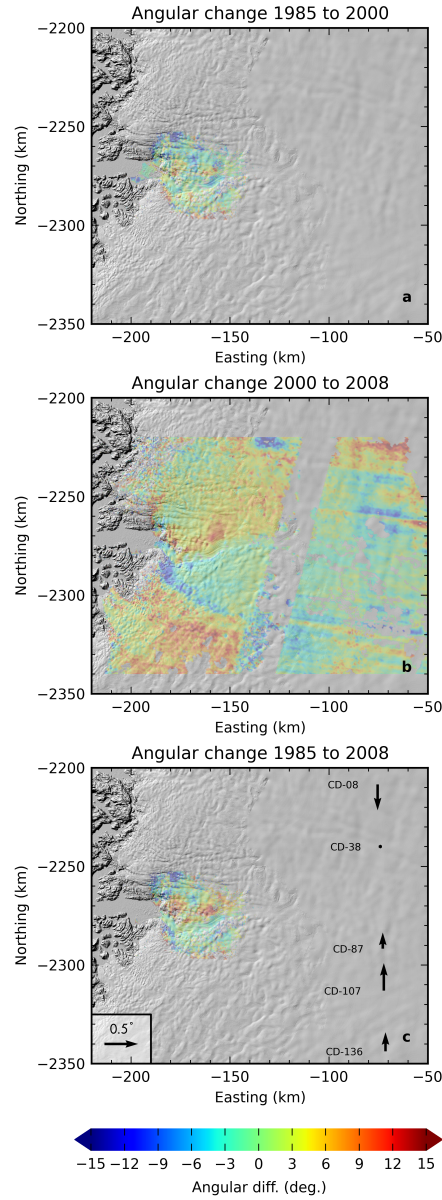 Angular change 1985 to 2000
−2200
−2250
−2300
−2350
Northing (km)
a
−200 −150 −100 −50
Easting (km)
Angular change 2000 to 2008
−2200
−2250
−2300
−2350
Northing (km)
b
−200 −150 −100 −50
Easting (km)
Angular change 1985 to 2008
−2200
−2250
−2300
−2350
Northing (km)
CD-08
CD-38
CD-87
CD-107
CD-136
0.5°
c
−200 −150 −100 −50
Easting (km)
−15 −12 −9 −6 −3 0 3 6 9 12 15
Angular diff. (deg.)